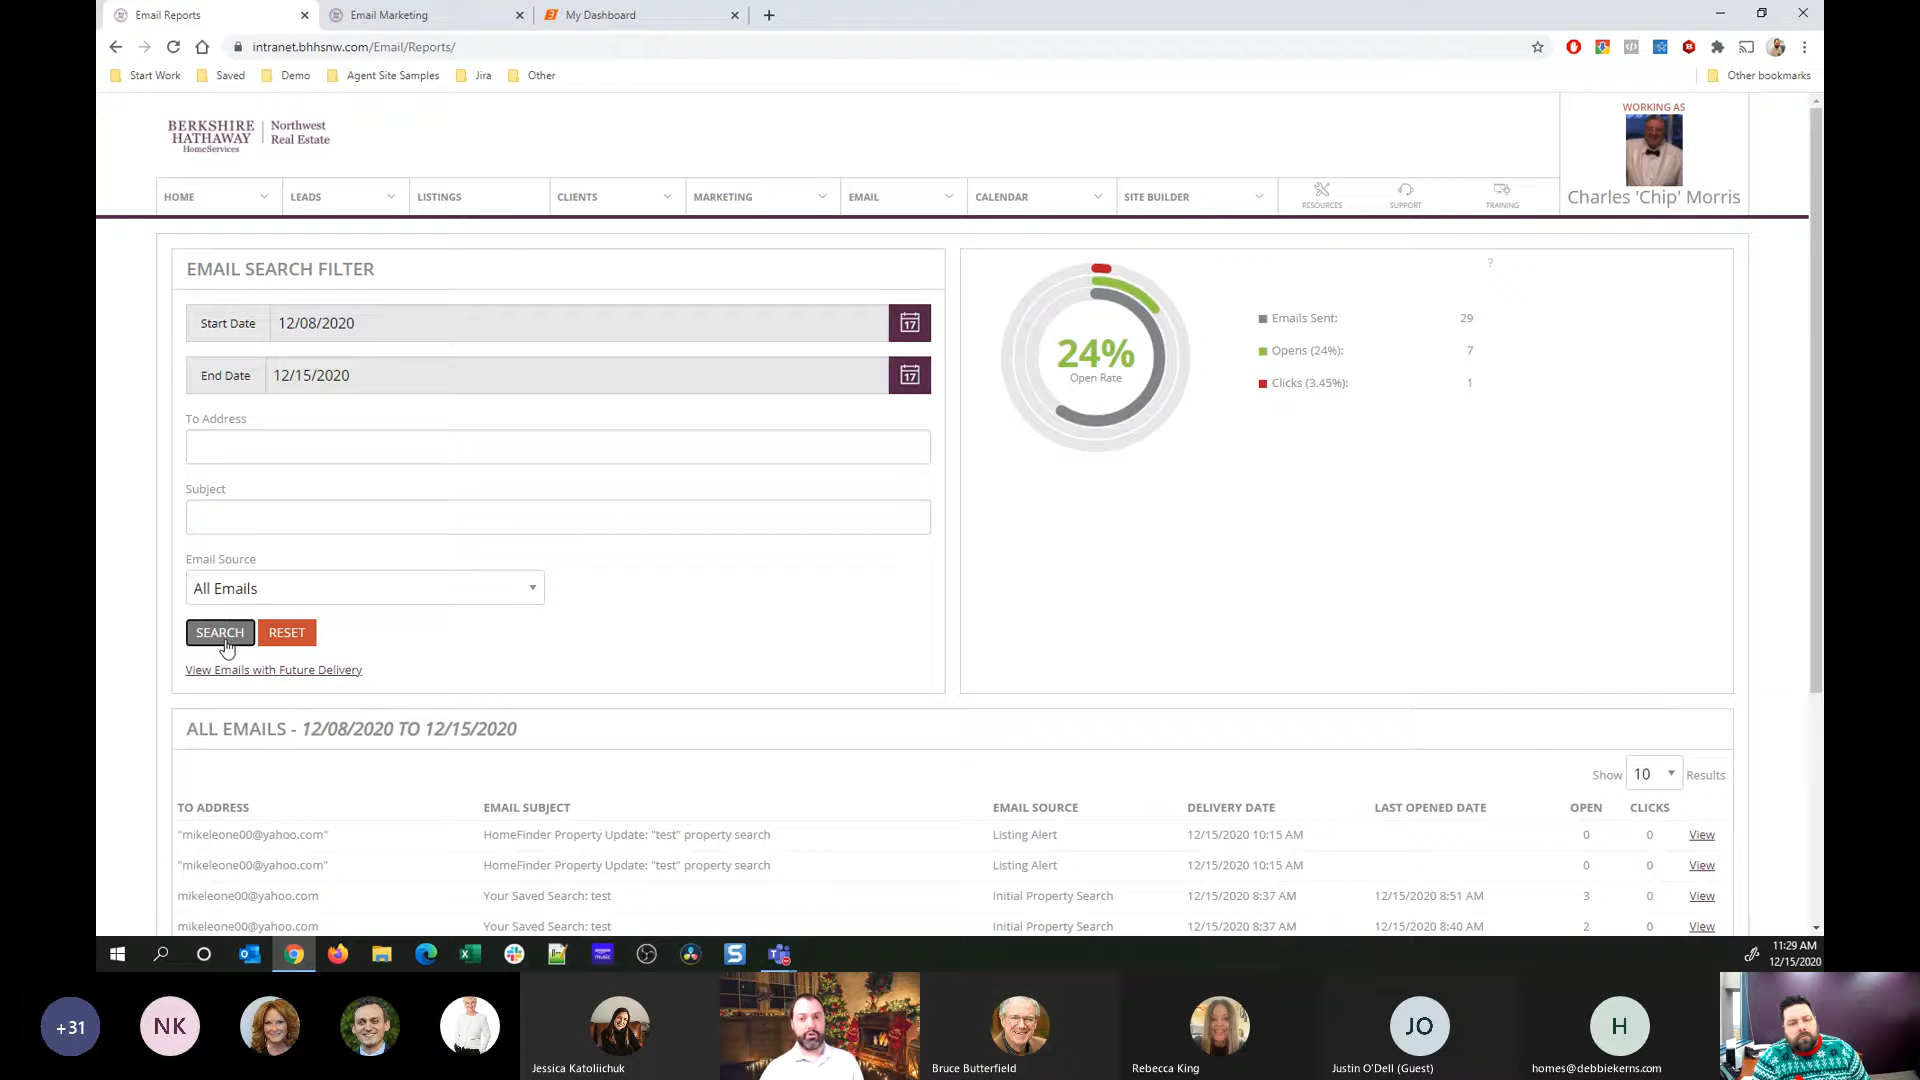 Email Reports
Email Marketing
My Dashboard
intranet.bhhsnw.com/Email/Reports/
Start Work
Saved
Demo
Agent Site Samples
Jira
Other
Other bookmarks
BERKSHIRE
HATHAWAY
HomeServices
Northwest
Real Estate
WORKING AS
Charles 'Chip' Morris
HOME
LEADS
LISTINGS
CLIENTS
MARKETING
EMAIL
CALENDAR
SITE BUILDER
RESOURCES
SUPPORT
TRAINING
EMAIL SEARCH FILTER
Start Date 12/08/2020 17
End Date 12/15/2020 17
To Address
Subject
Email Source
All Emails
SEARCH RESET
View Emails with Future Delivery
24%
Open Rate
?
Emails Sent: 29
Opens (24%): 7
Clicks (3.45%): 1
ALL EMAILS - 12/08/2020 TO 12/15/2020
Show 10 Results
TO ADDRESS EMAIL SUBJECT EMAIL SOURCE DELIVERY DATE LAST OPENED DATE OPEN CLICKS
"mikeleone00@yahoo.com" HomeFinder Property Update: "test" property search Listing Alert 12/15/2020 10:15 AM 0 0 View
"mikeleone00@yahoo.com" HomeFinder Property Update: "test" property search Listing Alert 12/15/2020 10:15 AM 0 0 View
mikeleone00@yahoo.com Your Saved Search: test Initial Property Search 12/15/2020 8:37 AM 12/15/2020 8:51 AM 3 0 View
mikeleone00@yahoo.com Your Saved Search: test Initial Property Search 12/15/2020 8:37 AM 12/15/2020 8:40 AM 2 0 View
11:29 AM
12/15/2020
+31
NK
JO
H
Jessica Katoliichuk
Bruce Butterfield
Rebecca King
Justin O'Dell (Guest)
homes@debbiekerns.com